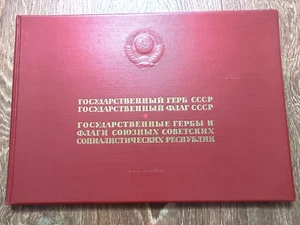 ГОСУДАРСТВЕННЫЙ ГЕРБ СССР
ГОСУДАРСТВЕННЫЙ ФЛАГ СССР
ГОСУДАРСТВЕННЫЕ ГЕРБЫ И
ФЛАГИ СОЮЗНЫХ СОВЕТСКИХ
СОЦИАЛИСТИЧЕСКИХ РЕСПУБЛИК